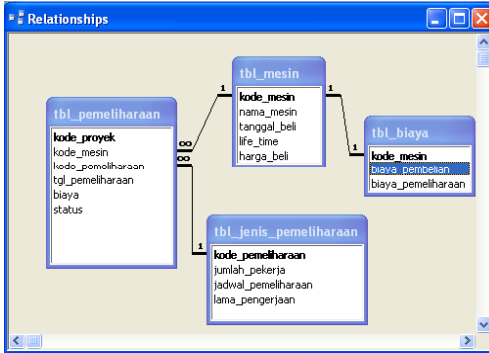 Relationships
tbl_pemeliharaan
kode_proyek
kode_mesin
kode_pemeliharaan
tgl_pemeliharaan
biaya
status
∞
∞
1
tbl_mesin
kode_mesin
nama_mesin
tanggal_beli
life_time
harga_beli
1
1
tbl_biaya
kode_mesin
biaya_pembelian
biaya_pemeliharaan
1
tbl_jenis_pemeliharaan
kode_pemeliharaan
jumlah_pekerja
jadwal_pemeliharaan
lama_pengerjaan